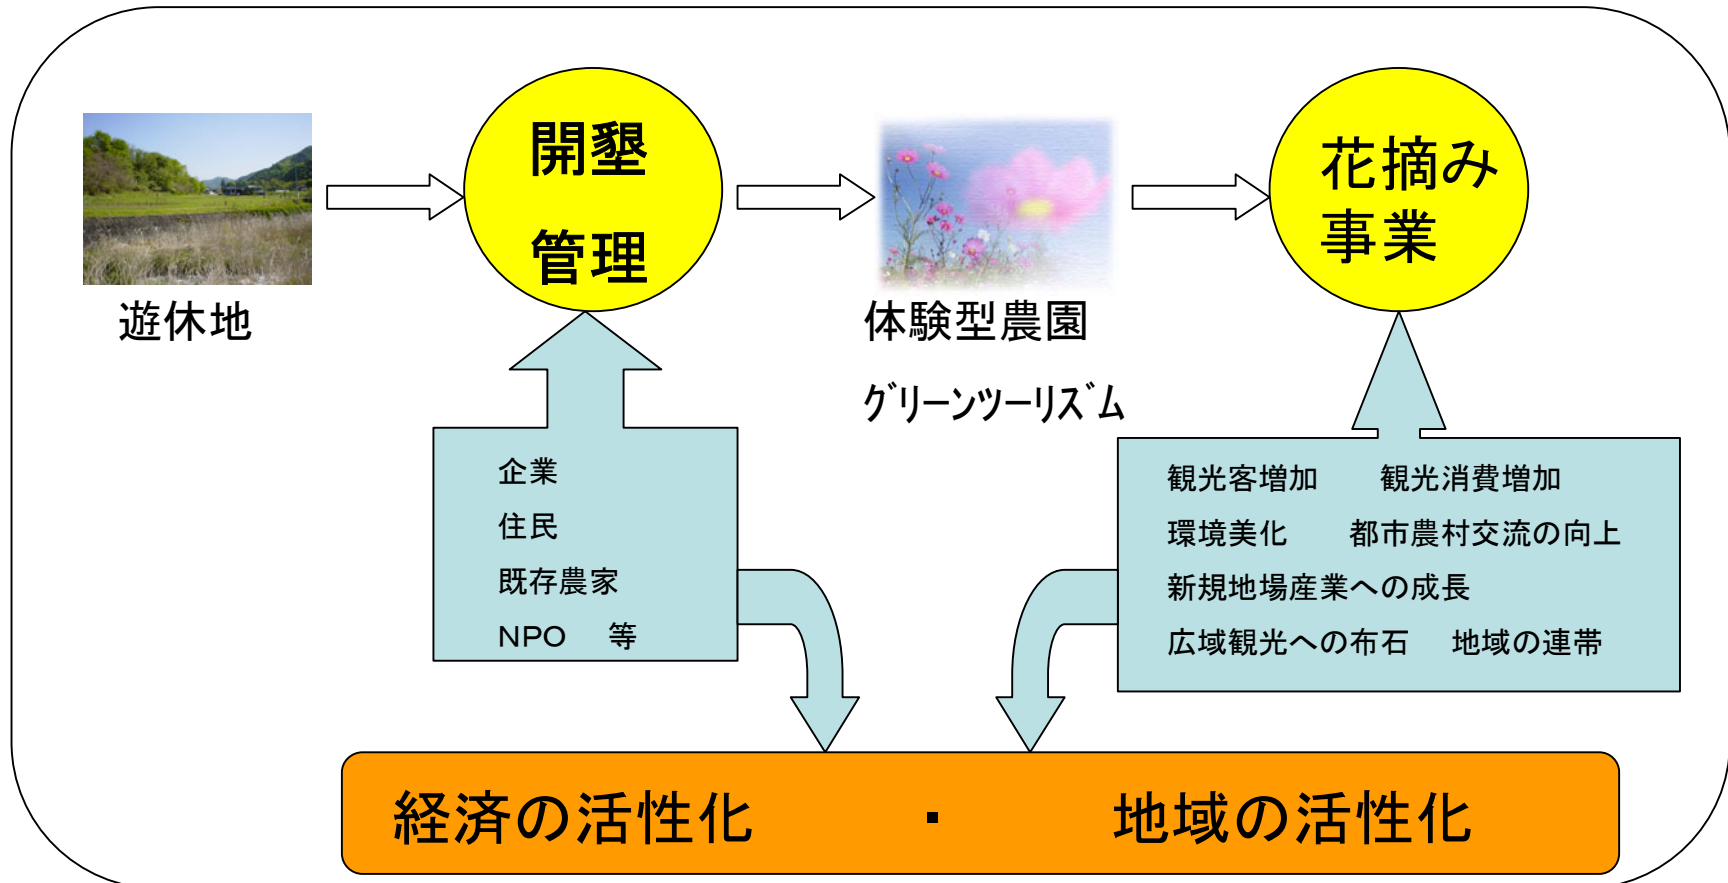 開墾
管理
花摘み
事業
遊休地
体験型農園
グリーンツーリズム
企業
住民
既存農家
NPO 等
観光客増加 観光消費増加
環境美化 都市農村交流の向上
新規地場産業への成長
広域観光への布石 地域の連帯
経済の活性化 ・ 地域の活性化